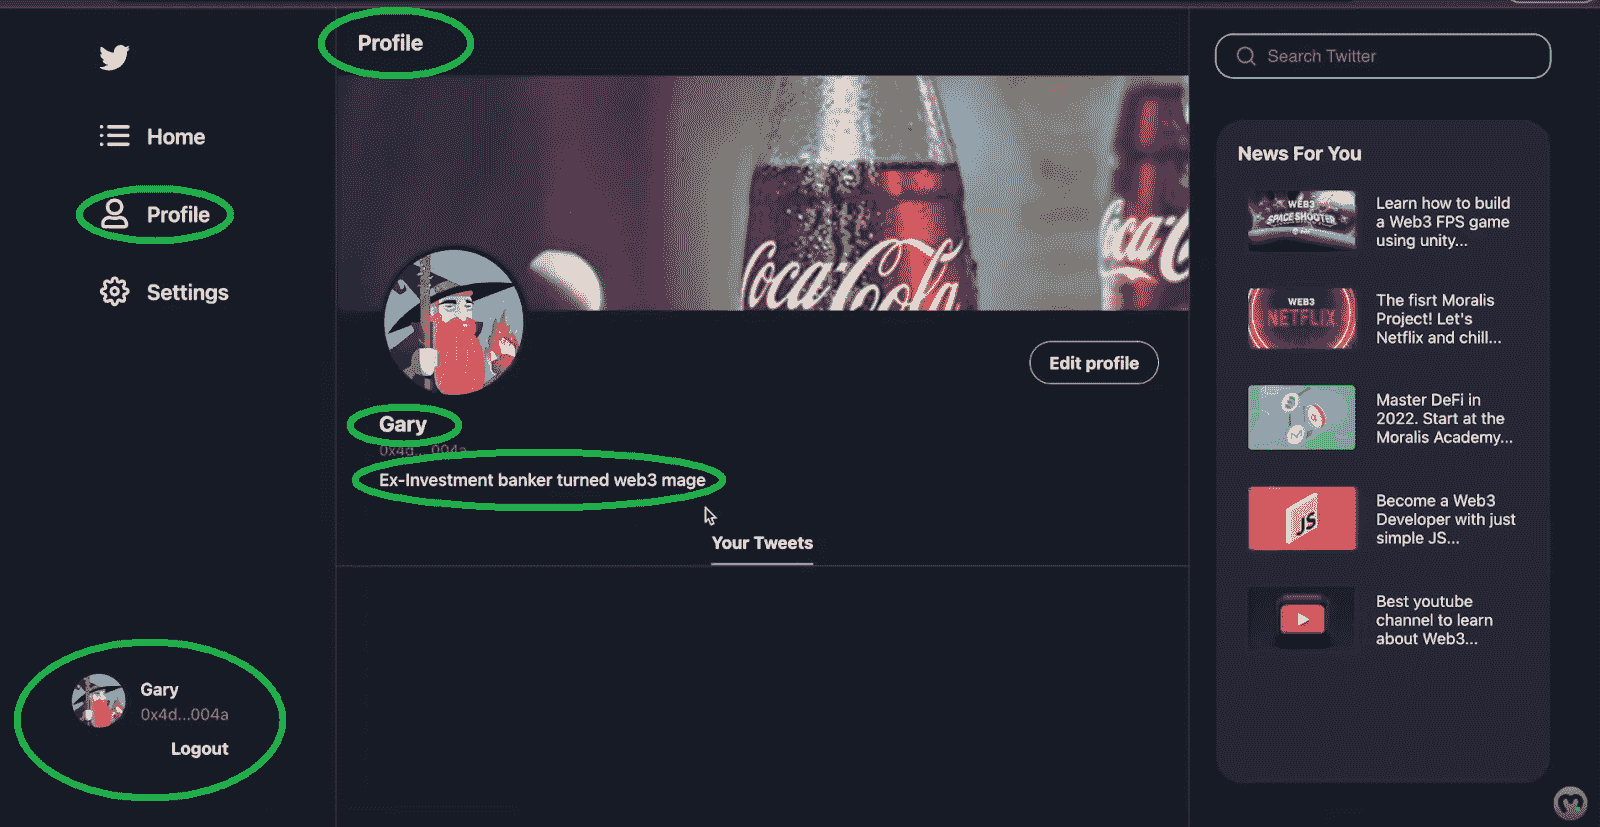 Profile
Search Twitter
Home
Profile
Settings
Coca-Cola
Coca-Cola
Edit profile
Gary
0x4d...004a
Ex-Investment banker turned web3 mage
Your Tweets
Gary
0x4d...004a
Logout
News For You
WEB3
SPACE SHOOTER
Learn how to build
a Web3 FPS game
using unity...
WEB3
NETFLIX
The fisrt Moralis
Project! Let's
Netflix and chill...
Master DeFi in
2022. Start at the
Moralis Academy...
JS
Become a Web3
Developer with just
simple JS...
Best youtube
channel to learn
about Web3...